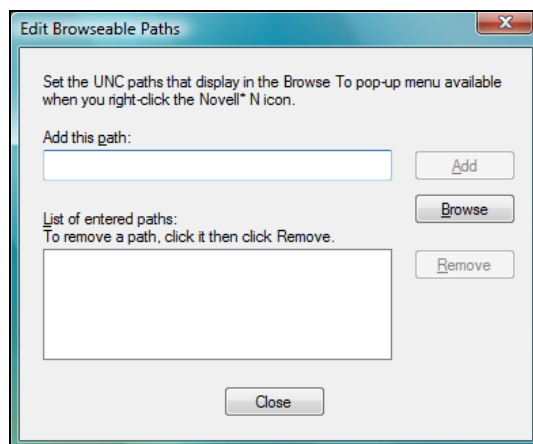 Edit Browseable Paths
Set the UNC paths that display in the Browse To pop-up menu available
when you right-click the Novell* N icon.
Add this path:
Add
Browse
List of entered paths:
To remove a path, click it then click Remove.
Remove
Close